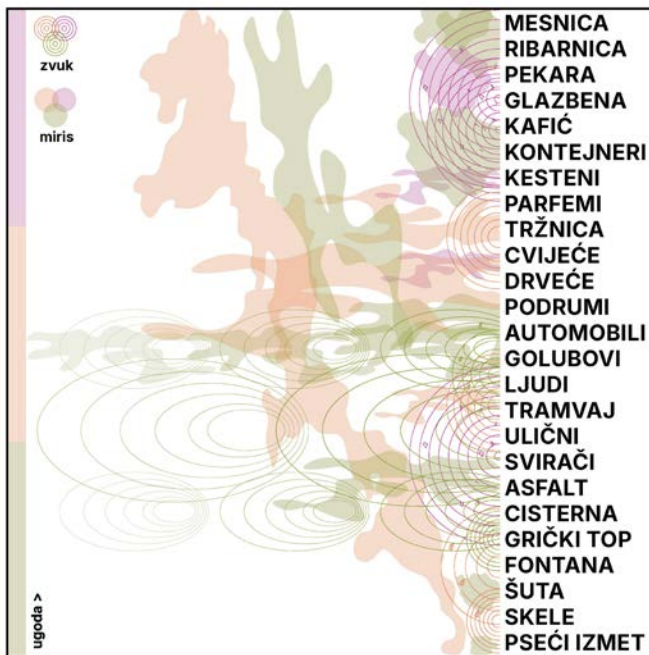 zvuk
miris
ugoda >
MESNICA
RIBARNICA
PEKARA
GLAZBENA
KAFIĆ
KONTEJNERI
KESTENI
PARFEMI
TRŽNICA
CVIJEĆE
DRVEĆE
PODRUMI
AUTOMOBILI
GOLUBOVI
LJUDI
TRAMVAJ
ULIČNI
SVIRAČI
ASFALT
CISTERNA
GRIČKI TOP
FONTANA
ŠUTA
SKELE
PSEĆI IZMET